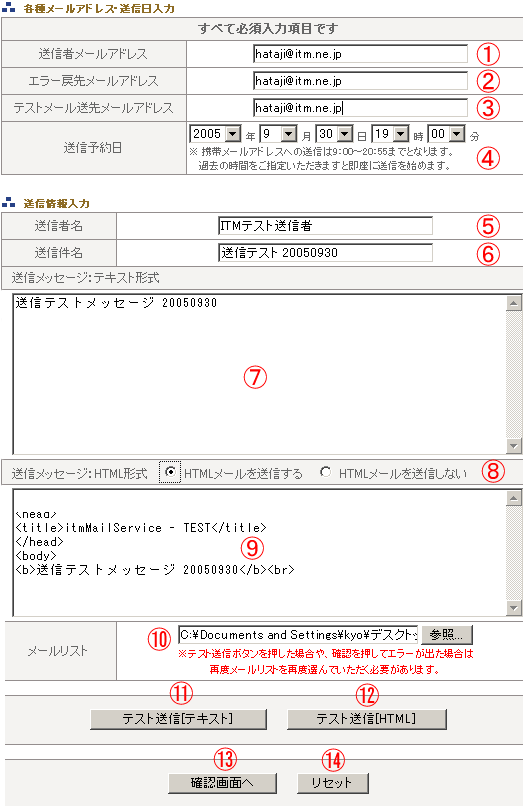 各種メールアドレス・送信日入力
すべて必須入力項目です
送信者メールアドレス hataji@itm.ne.jp ①
エラー戻先メールアドレス hataji@itm.ne.jp ②
テストメール送先メールアドレス hataji@itm.ne.jp ③
送信予約日 2005 年 9 月 30 日 19 時 00 分
※ 携帯メールアドレスへの送信は9:00~20:55までとなります。 ④
過去の時間をご指定いただきますと即座に送信を始めます。
送信情報入力
送信者名 ITMテスト送信者 ⑤
送信件名 送信テスト 20050930 ⑥
送信メッセージ:テキスト形式
送信テストメッセージ 20050930
⑦
送信メッセージ:HTML形式 HTMLメールを送信する HTMLメールを送信しない ⑧
<head>
<title>itmMailService - TEST</title>
</head>
<body> ⑨
<b>送信テストメッセージ 20050930</b><br>
メールリスト ⑩ C:¥Documents and Settings¥kyo¥デスクトッ 参照...
※テスト送信ボタンを押した場合や、確認を押してエラーが出た場合は
再度メールリストを再度選んでいただく必要があります。
⑪ ⑫
テスト送信[テキスト] テスト送信[HTML]
⑬ ⑭
確認画面へ リセット